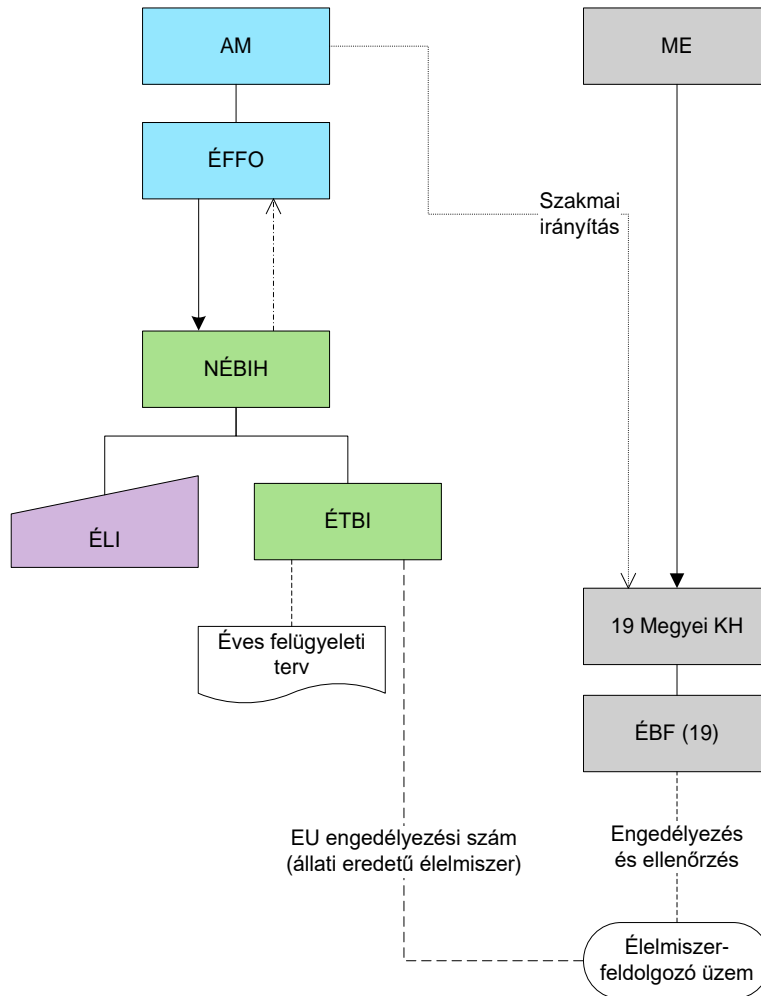 AM
ME
ÉFFO
Szakmai
irányítás
NÉBIH
ÉLI
ÉTBI
19 Megyei KH
Éves felügyeleti
terv
ÉBF (19)
EU engedélyezési szám
(állati eredetű élelmiszer)
Engedélyezés
és ellenőrzés
Élelmiszer-
feldolgozó üzem